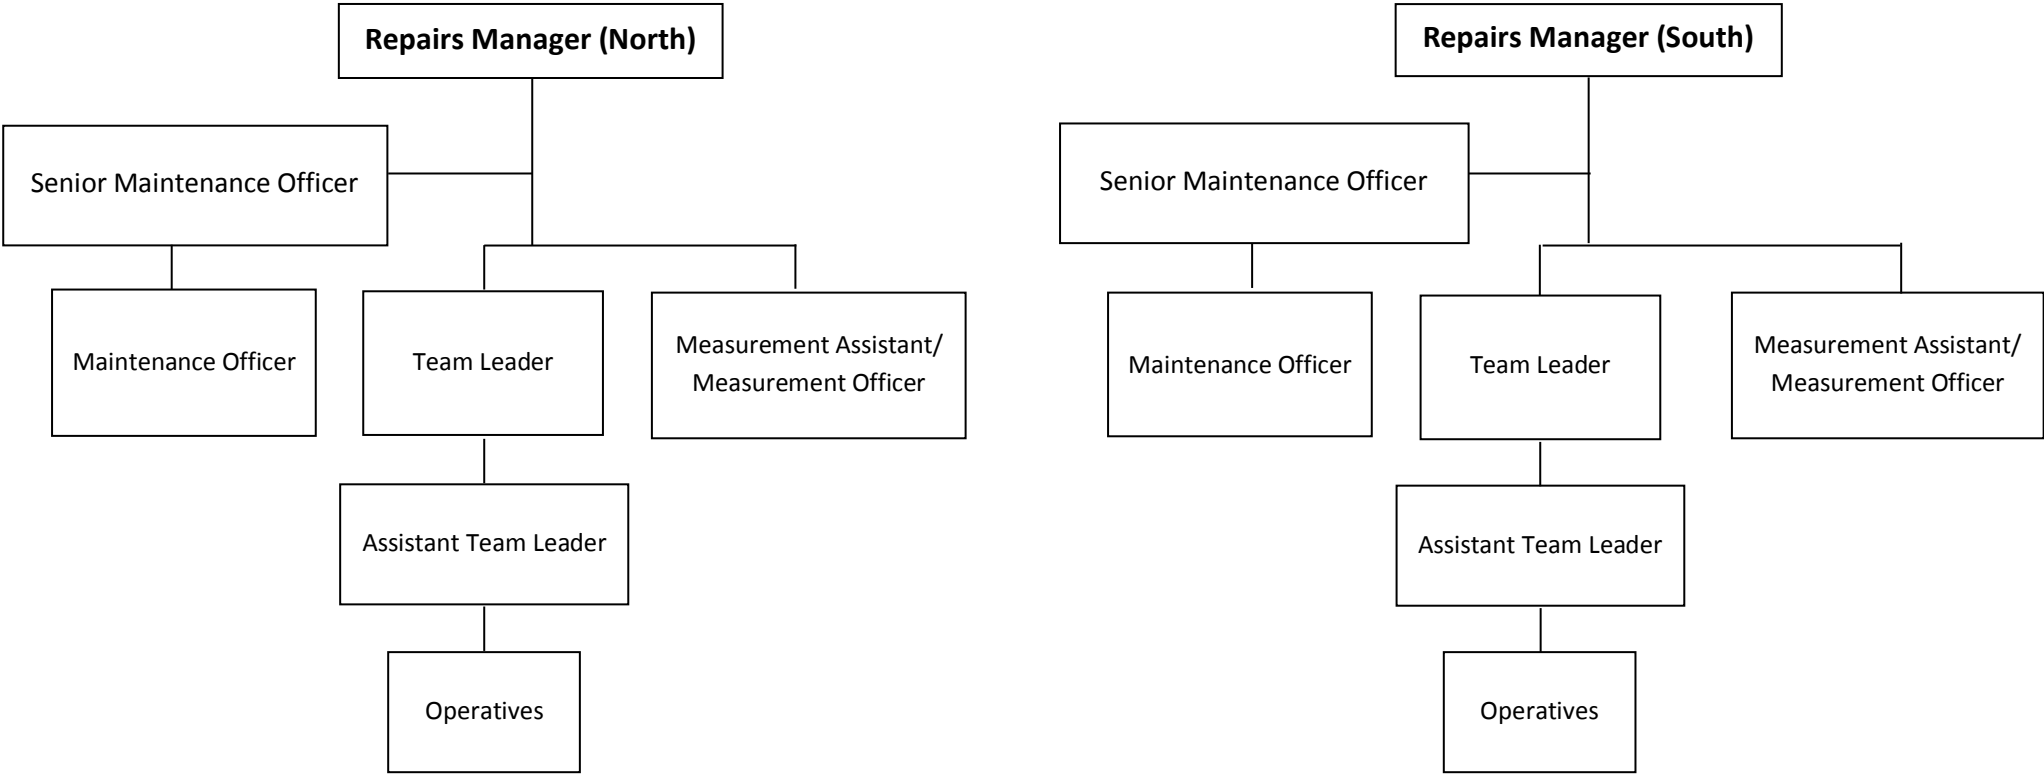 Repairs Manager (North)
Senior Maintenance Officer
Maintenance Officer
Team Leader
Measurement Assistant/
Measurement Officer
Assistant Team Leader
Operatives
Repairs Manager (South)
Senior Maintenance Officer
Maintenance Officer
Team Leader
Measurement Assistant/
Measurement Officer
Assistant Team Leader
Operatives